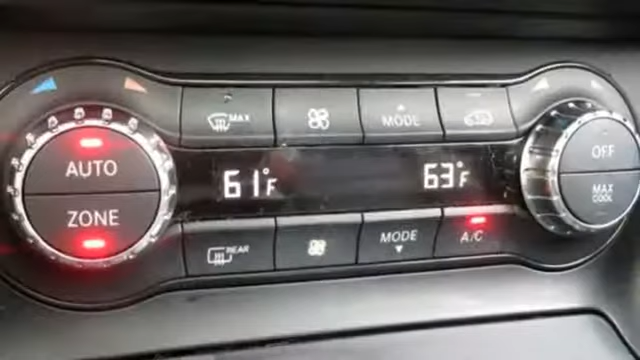 MAX
MODE
AUTO
61°F
63°F
OFF
ZONE
MAX
COOL
REAR
MODE
A/C